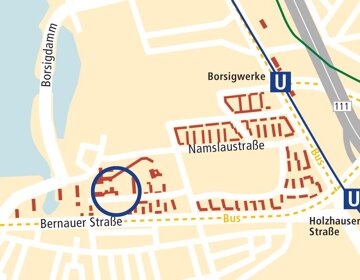 Borsigdamm
Borsigwerke
U
111
Namslaustraße
Bus
Bernauer Straße
Bus
U
Holzhauser
Straße